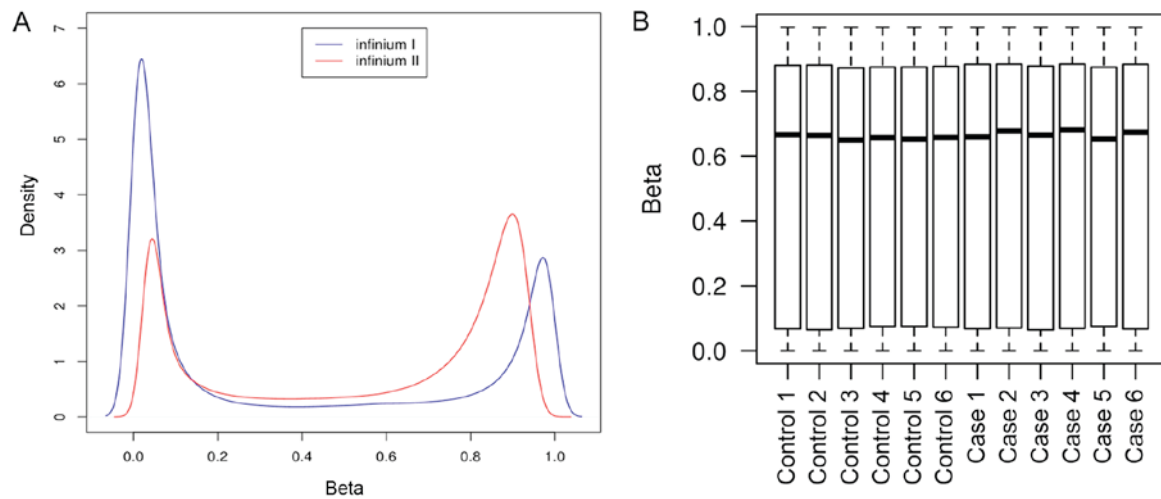 A
7
6
5
4
3
2
1
0
Density
infinium I
infinium II
0.0 0.2 0.4 0.6 0.8 1.0
Beta
B
1.0
0.8
0.6
0.4
0.2
0.0
Beta
Control 1
Control 2
Control 3
Control 4
Control 5
Control 6
Case 1
Case 2
Case 3
Case 4
Case 5
Case 6